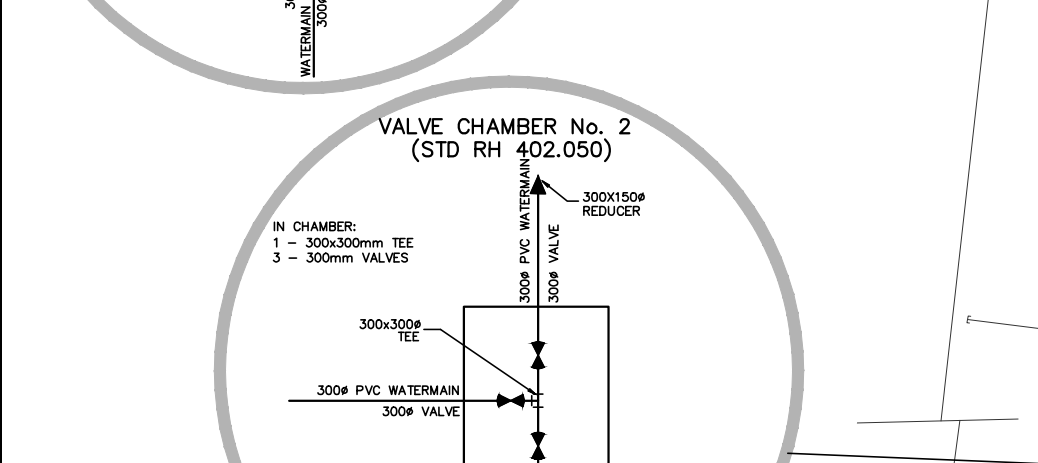 WATERMAIN
300ø
VALVE CHAMBER No. 2
(STD RH 402.050)
300ø PVC WATERMAIN
300ø VALVE
300X150ø
REDUCER
IN CHAMBER:
1 - 300x300mm TEE
3 - 300mm VALVES
300x300ø
TEE
300ø PVC WATERMAIN
300ø VALVE
E